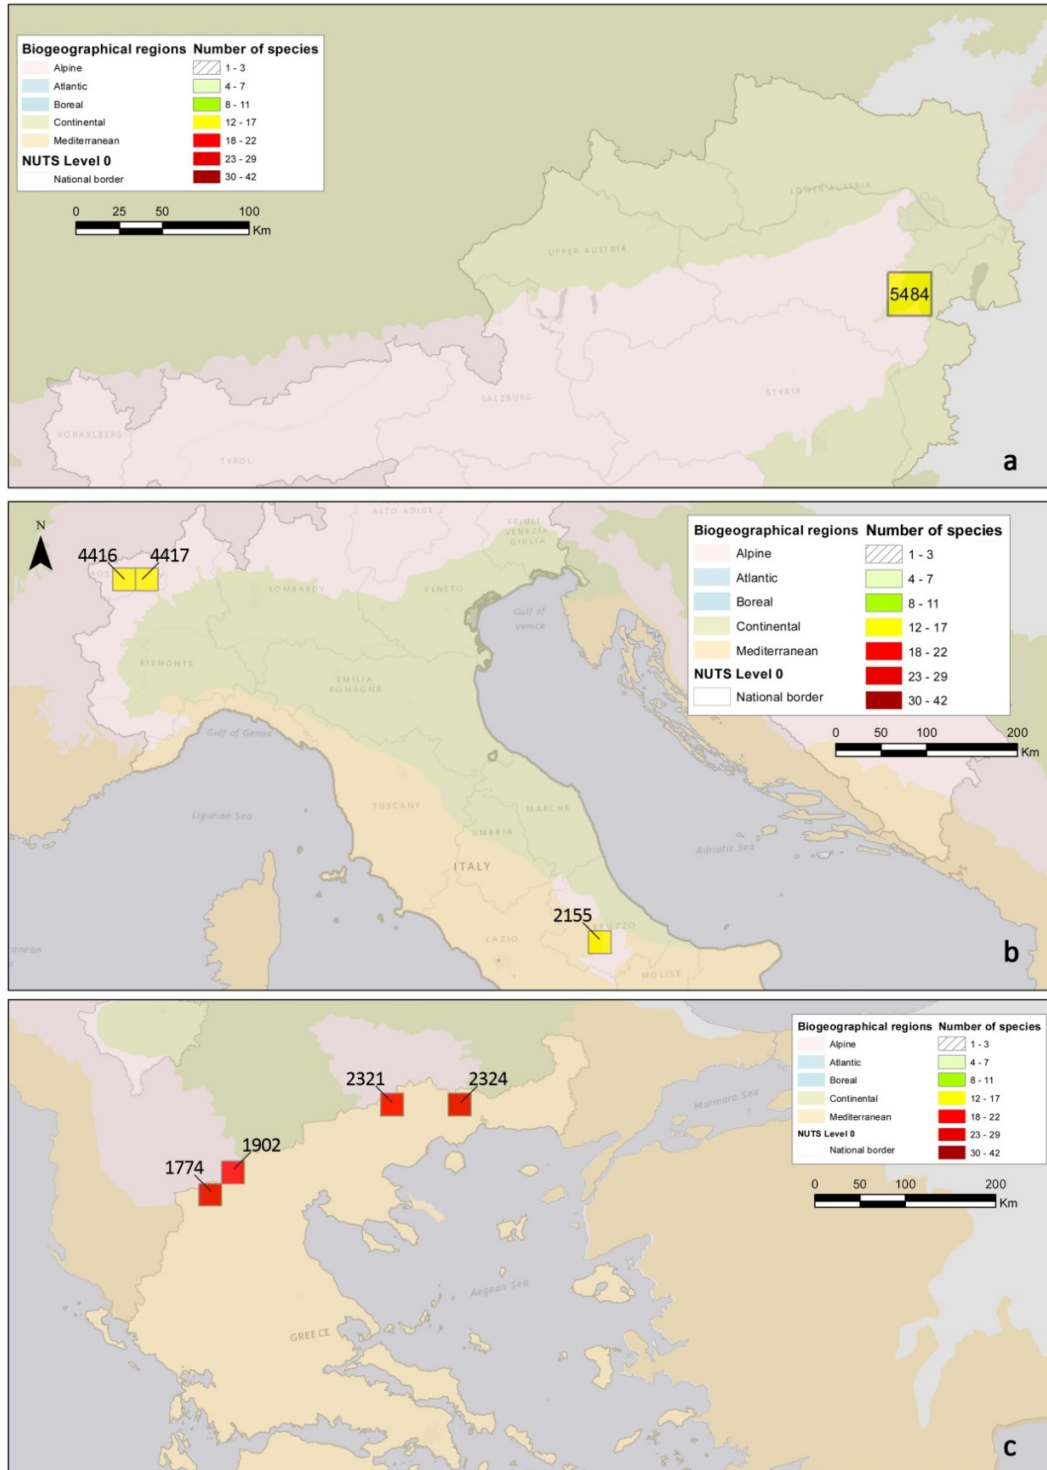 Biogeographical regions Number of species
Alpine 1 - 3
Atlantic 4 - 7
Boreal 8 - 11
Continental 12 - 17
Mediterranean 18 - 22
NUTS Level 0 23 - 29
National border 30 - 42
0 25 50 100
Km
LOWER AUSTRIA
UPPER AUSTRIA
5484
STYRIA
SALZBURG
VORARLBERG
TYROL
a
N
ALTO ADIGE
FRIULI-
VENEZIA
GIULIA
4416 4417
LOMBARDY
VENETO
Gulf of
Venice
PIEMONTE
EMILIA
ROMAGNA
Gulf of Genoa
Biogeographical regions Number of species
Alpine 1 - 3
Atlantic 4 - 7
Boreal 8 - 11
Continental 12 - 17
Mediterranean 18 - 22
NUTS Level 0 23 - 29
National border 30 - 42
0 50 100 200
Km
Ligurian Sea
TUSCANY
MARCHE
UMBRIA
Adriatic Sea
ITALY
2155
LAZIO
MOLISE
b
2321 2324
1902
1774
Marmora Sea
Aegean Sea
GREECE
Biogeographical regions Number of species
Alpine 1 - 3
Atlantic 4 - 7
Boreal 8 - 11
Continental 12 - 17
Mediterranean 18 - 22
NUTS Level 0 23 - 29
National border 30 - 42
0 50 100 200
Km
c